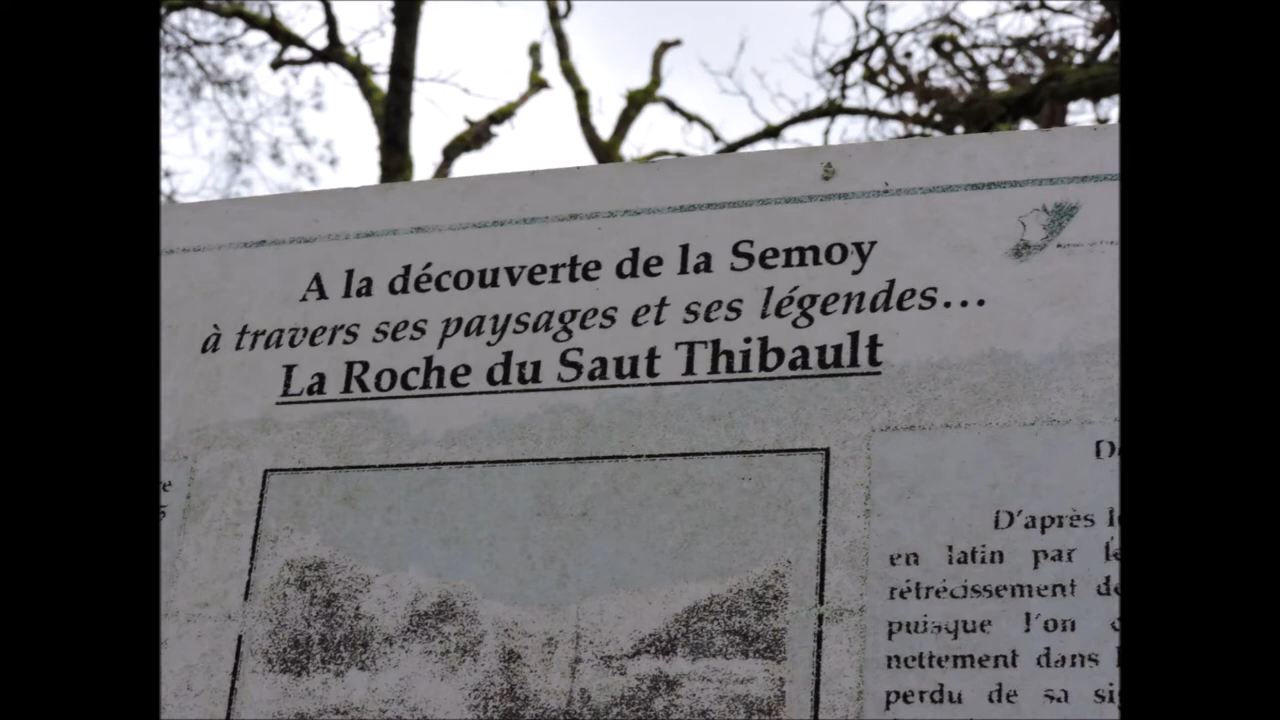 A la découverte de la Semoy
à travers ses paysages et ses légendes...
La Roche du Saut Thibault
D'après
en latin par
rétrécissement
puisque l'on
nettement dans
perdu de sa